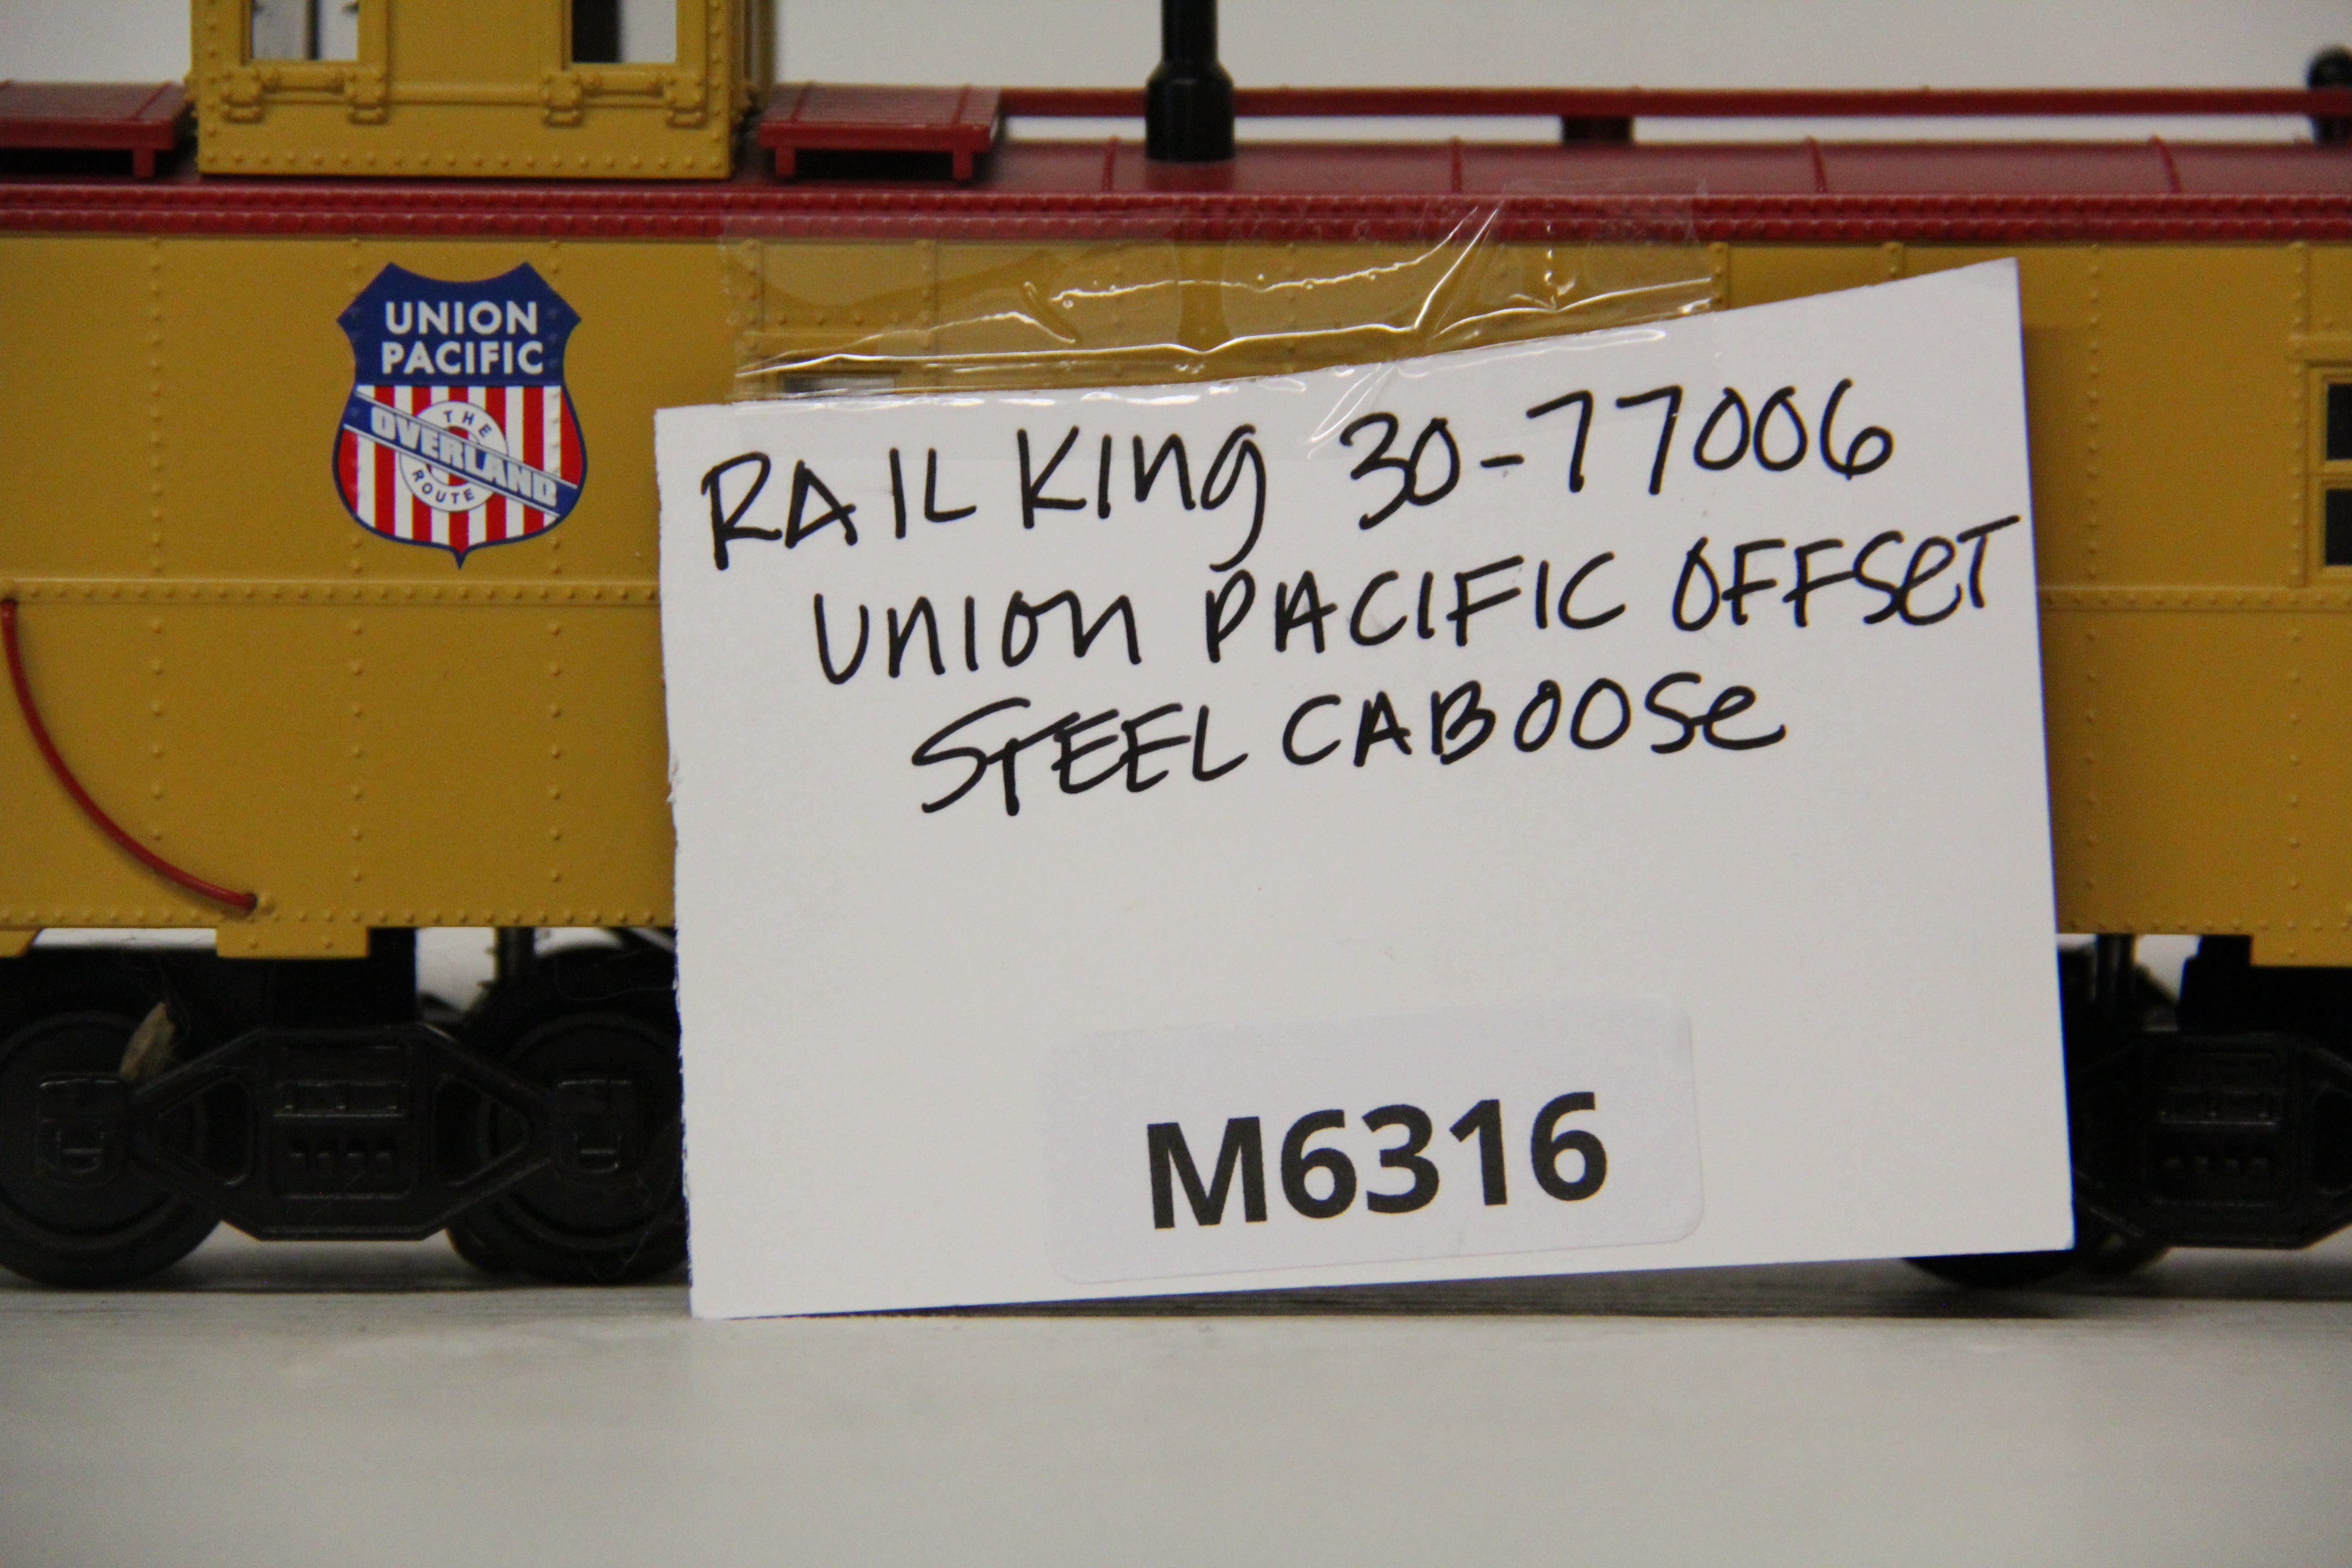 UNION
PACIFIC
THE
OVERLAND
ROUTE
RAIL KING 30-77006
UNION PACIFIC OFFSET
STEEL CABOOSE
M6316